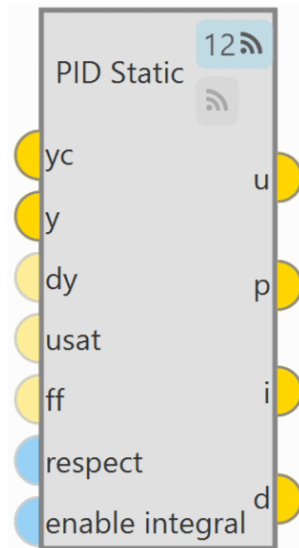 12
PID Static
yc
y
dy
usat
ff
respect
enable integral
u
p
i
d